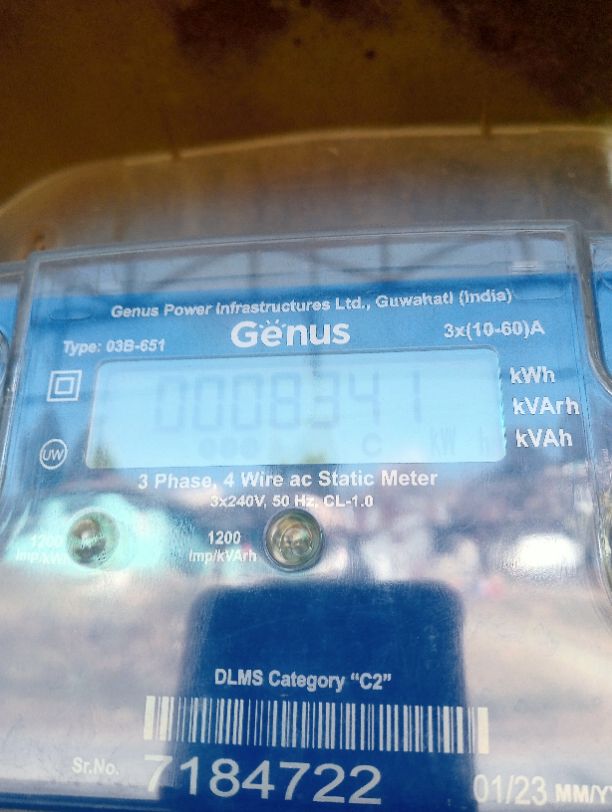 Genus Power Infrastructures Ltd., Guwahati (India)
Genus
3x(10-60)A
Type: 03B-651
0008341
kWh
kVArh
kVAh
C kW h
UW
3 Phase, 4 Wire ac Static Meter
3x240V, 50 Hz, CL-1.0
1200
Imp/kVArh
DLMS Category "C2"
Sr.No. 7184722
01/23 MM/Y